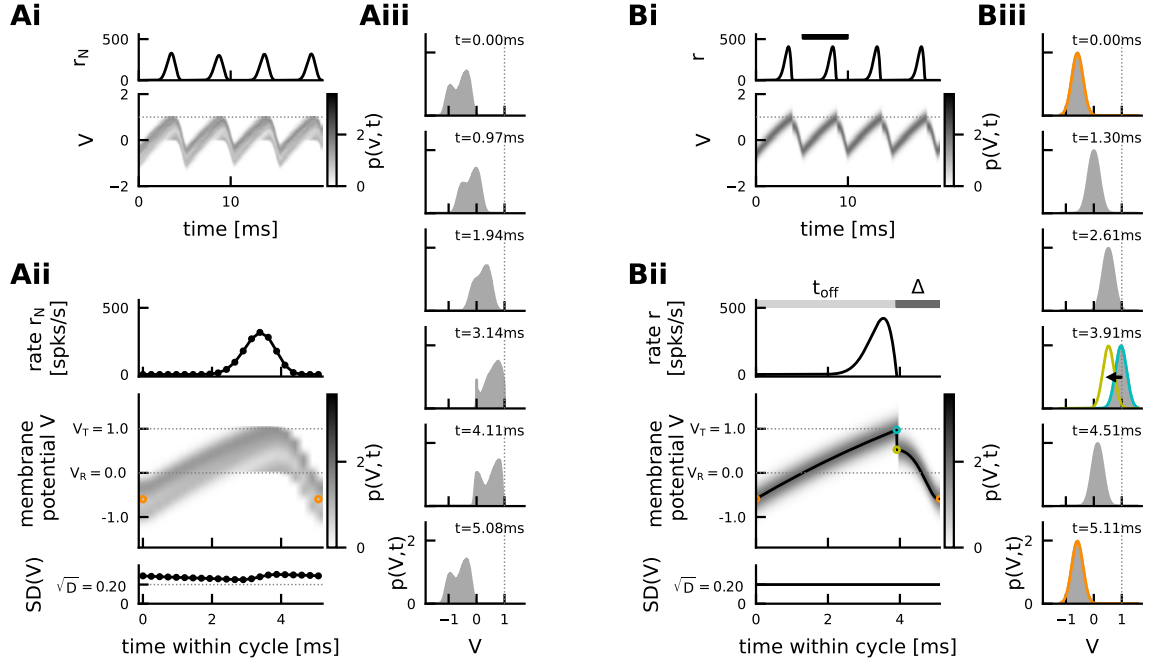 Ai
r_N
500
0
2
0
−2
V
0
10
time [ms]
2
0
p(v,t)
Aii
rate r_N
[spks/s]
500
0
membrane
potential V
V_T = 1.0
V_R = 0.0
-1.0
2
0
p(V,t)
SD(V)
√D = 0.20
0
0
2
4
time within cycle [ms]
Aiii
t=0.00ms
t=0.97ms
t=1.94ms
t=3.14ms
t=4.11ms
t=5.08ms
p(V,t)
2
0
−1
0
1
V
Bi
r
500
0
2
0
−2
V
0
10
time [ms]
2
0
p(V,t)
Bii
t_off
Δ
rate r
[spks/s]
500
0
membrane
potential V
V_T = 1.0
V_R = 0.0
-1.0
2
0
p(V,t)
SD(V)
√D = 0.20
0
0
2
4
time within cycle [ms]
Biii
t=0.00ms
t=1.30ms
t=2.61ms
t=3.91ms
t=4.51ms
t=5.11ms
p(V,t)
2
0
−1
0
1
V